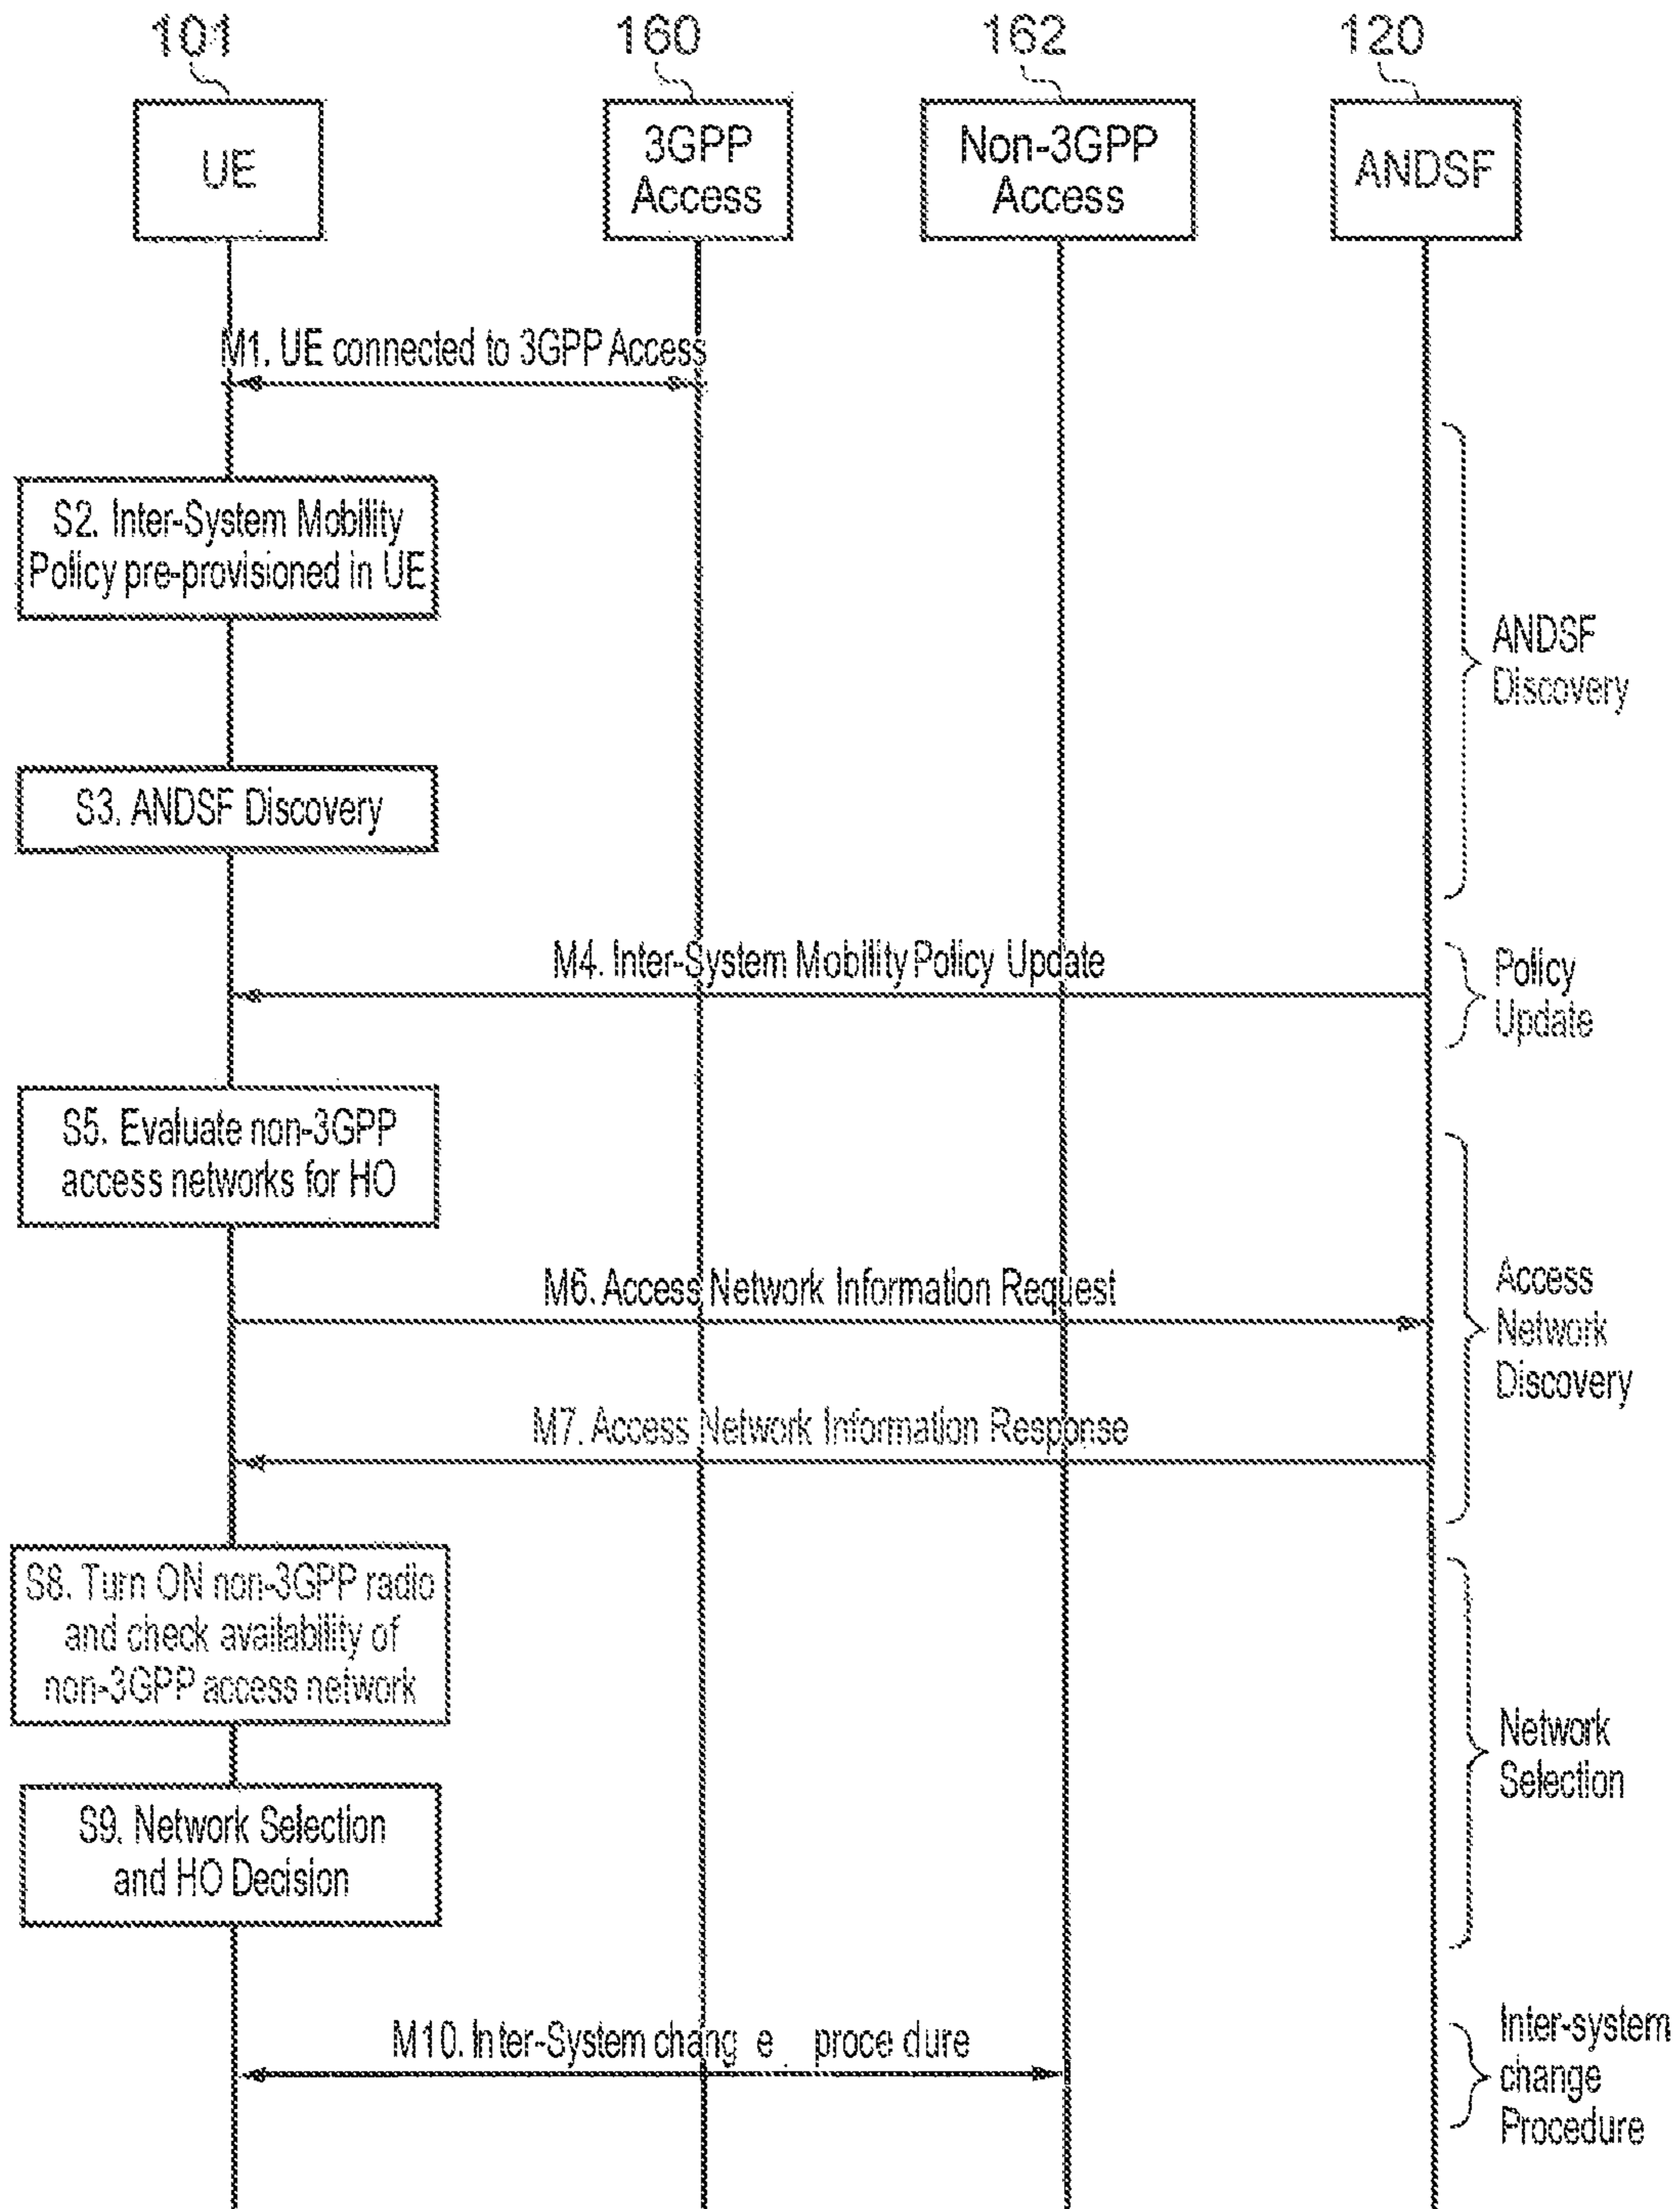 101
160
162
120
UE
3GPP
Access
Non-3GPP
Access
ANDSF
M1. UE connected to 3GPP Access
S2. Inter-System Mobility
Policy pre-provisioned in UE
ANDSF
Discovery
S3. ANDSF Discovery
M4. Inter-System Mobility Policy Update
Policy
Update
S5. Evaluate non-3GPP
access networks for HO
M6. Access Network Information Request
Access
Network
Discovery
M7. Access Network Information Response
S8. Turn ON non-3GPP radio
and check availability of
non-3GPP access network
Network
Selection
S9. Network Selection
and HO Decision
M10. Inter-System chang e proce dure
Inter-system
change
Procedure